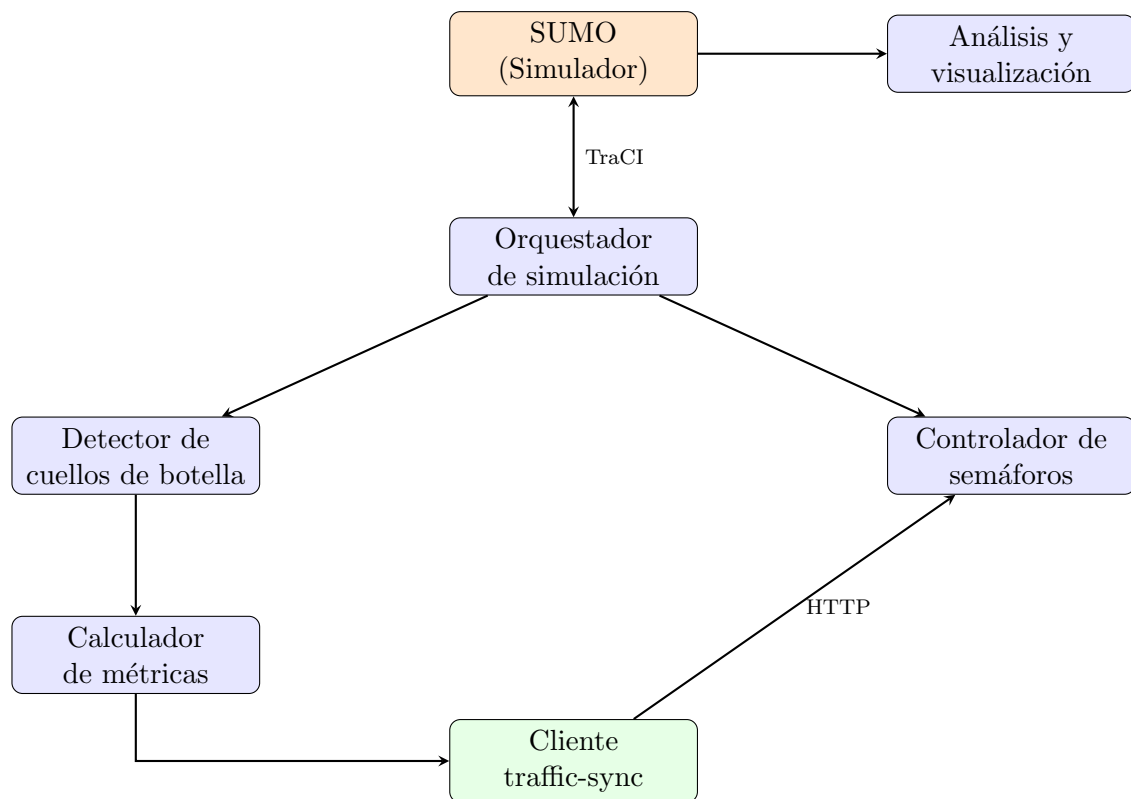 SUMO
(Simulador)
Análisis y
visualización
TraCI
Orquestador
de simulación
Detector de
cuellos de botella
Controlador de
semáforos
HTTP
Calculador
de métricas
Cliente
traffic-sync